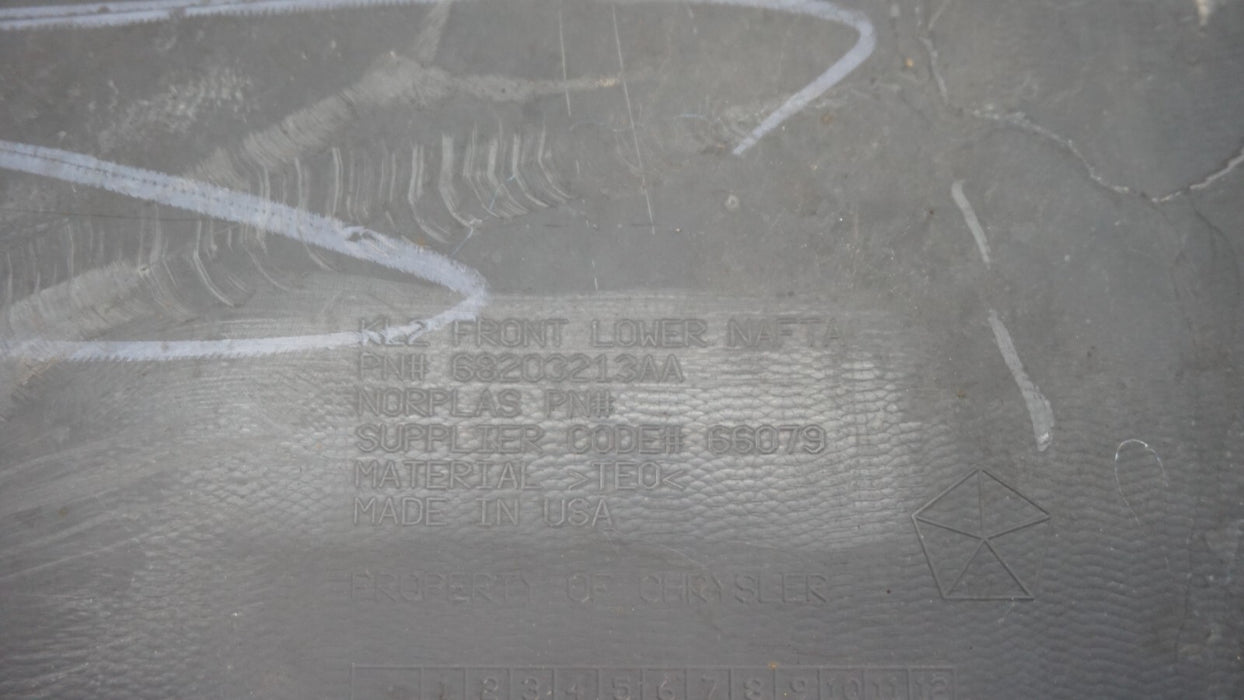 KL2 FRONT LOWER NAFTA
PN# 68203213AA
NORPLAS PN#
SUPPLIER CODE# 66079
MATERIAL >TEO<
MADE IN USA
PROPERTY OF CHRYSLER
1 2 3 4 5 6 7 8 9 10 11 12